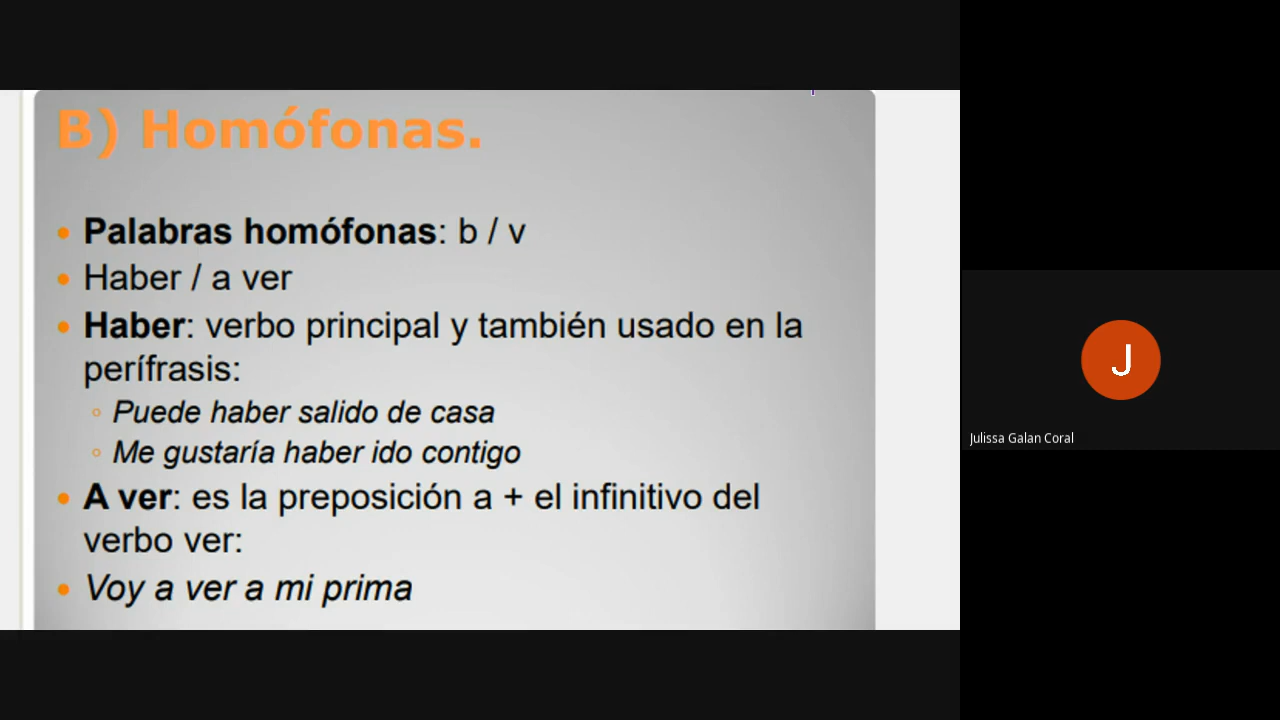 B) Homófonas.
Palabras homófonas: b / v
Haber / a ver
Haber: verbo principal y también usado en la
perífrasis:
Puede haber salido de casa
Me gustaría haber ido contigo
A ver: es la preposición a + el infinitivo del
verbo ver:
Voy a ver a mi prima
J
Julissa Galan Coral